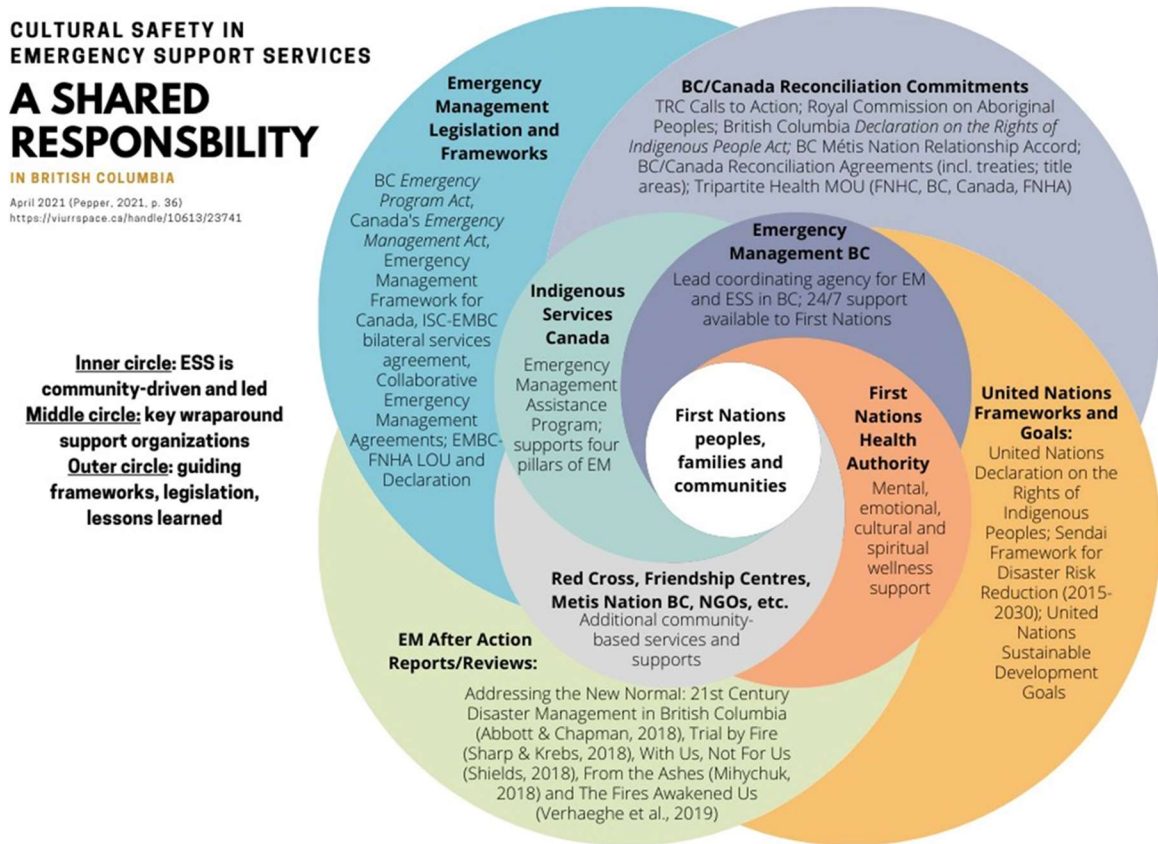 CULTURAL SAFETY IN
EMERGENCY SUPPORT SERVICES
A SHARED
RESPONSBILITY
IN BRITISH COLUMBIA
April 2021 (Pepper, 2021, p. 36)
https://viurrspace.ca/handle/10613/23741
Inner circle: ESS is
community-driven and led
Middle circle: key wraparound
support organizations
Outer circle: guiding
frameworks, legislation,
lessons learned
Emergency
Management
Legislation and
Frameworks
BC Emergency
Program Act,
Canada's Emergency
Management Act,
Emergency
Management
Framework for
Canada, ISC-EMBC
bilateral services
agreement,
Collaborative
Emergency
Management
Agreements; EMBC-
FNHA LOU and
Declaration
BC/Canada Reconciliation Commitments
TRC Calls to Action; Royal Commission on Aboriginal
Peoples; British Columbia Declaration on the Rights of
Indigenous People Act; BC Métis Nation Relationship Accord;
BC/Canada Reconciliation Agreements (incl. treaties; title
areas); Tripartite Health MOU (FNHC, BC, Canada, FNHA)
Emergency
Management BC
Lead coordinating agency for EM
and ESS in BC; 24/7 support
available to First Nations
Indigenous
Services
Canada
Emergency
Management
Assistance
Program;
supports four
pillars of EM
First Nations
peoples,
families and
communities
First
Nations
Health
Authority
Mental,
emotional,
cultural and
spiritual
wellness
support
United Nations
Frameworks and
Goals:
United Nations
Declaration on the
Rights of
Indigenous
Peoples; Sendai
Framework for
Disaster Risk
Reduction (2015-
2030); United
Nations
Sustainable
Development
Goals
Red Cross, Friendship Centres,
Metis Nation BC, NGOs, etc.
Additional community-
based services and
supports
EM After Action
Reports/Reviews:
Addressing the New Normal: 21st Century
Disaster Management in British Columbia
(Abbott & Chapman, 2018), Trial by Fire
(Sharp & Krebs, 2018), With Us, Not For Us
(Shields, 2018), From the Ashes (Mihychuk,
2018) and The Fires Awakened Us
(Verhaeghe et al., 2019)